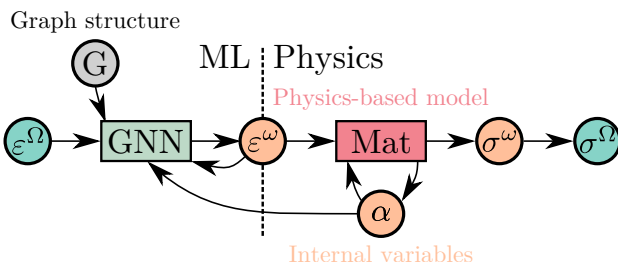 Graph structure
G
ML Physics
Physics-based model
ε^Ω GNN ε^ω Mat σ^ω σ^Ω
α
Internal variables